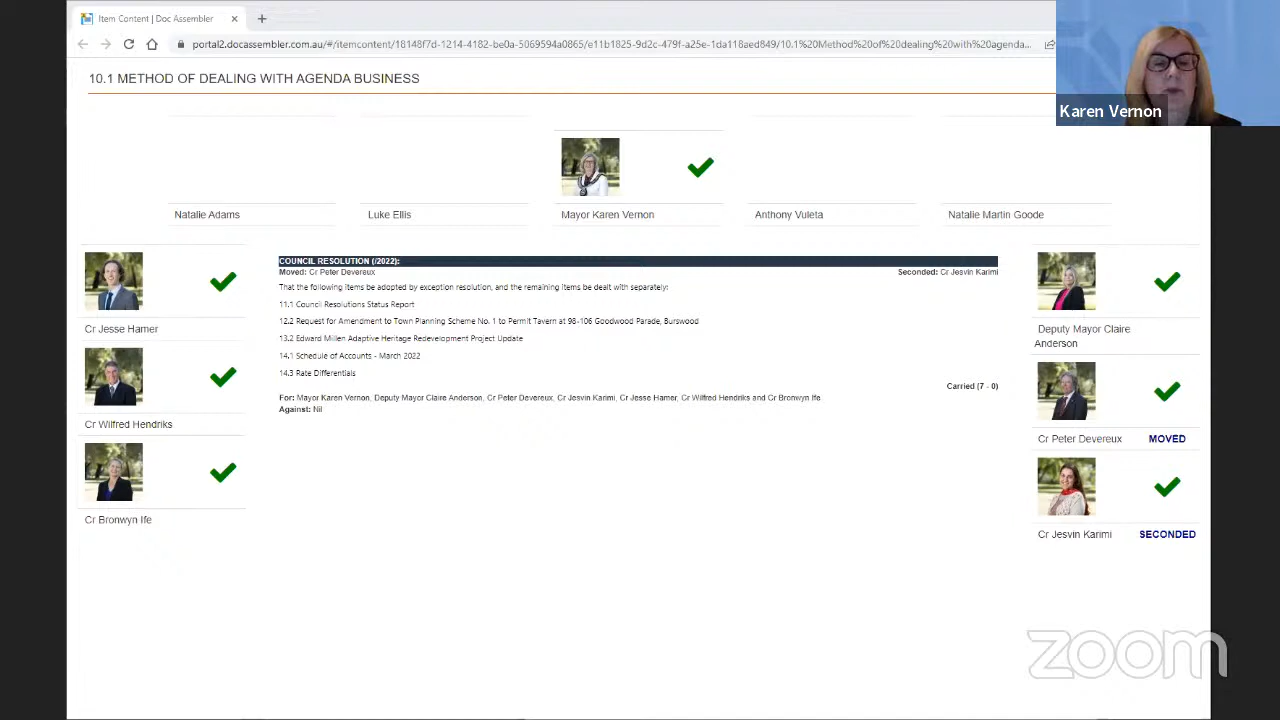 Item Content | Doc Assembler
portal2.docassembler.com.au/#/itemcontent/18148f7d-1214-4182-be0a-5069594a0865/e11b1825-9d2c-479f-a25e-1da118aed849/10.1%20Method%20of%20dealing%20with%20agenda...
10.1 METHOD OF DEALING WITH AGENDA BUSINESS
Karen Vernon
Natalie Adams
Luke Ellis
Mayor Karen Vernon
Anthony Vuleta
Natalie Martin Goode
Cr Jesse Hamer
Cr Wilfred Hendriks
Cr Bronwyn Ife
COUNCIL RESOLUTION (/2022):
Moved: Cr Peter Devereux Seconded: Cr Jesvin Karimi
That the following items be adopted by exception resolution, and the remaining items be dealt with separately:
11.1 Council Resolutions Status Report
12.2 Request for Amendment to Town Planning Scheme No. 1 to Permit Tavern at 98-106 Goodwood Parade, Burswood
13.2 Edward Millen Adaptive Heritage Redevelopment Project Update
14.1 Schedule of Accounts - March 2022
14.3 Rate Differentials
Carried (7 - 0)
For: Mayor Karen Vernon, Deputy Mayor Claire Anderson, Cr Peter Devereux, Cr Jesvin Karimi, Cr Jesse Hamer, Cr Wilfred Hendriks and Cr Bronwyn Ife
Against: Nil
Deputy Mayor Claire
Anderson
Cr Peter Devereux MOVED
Cr Jesvin Karimi SECONDED
zoom